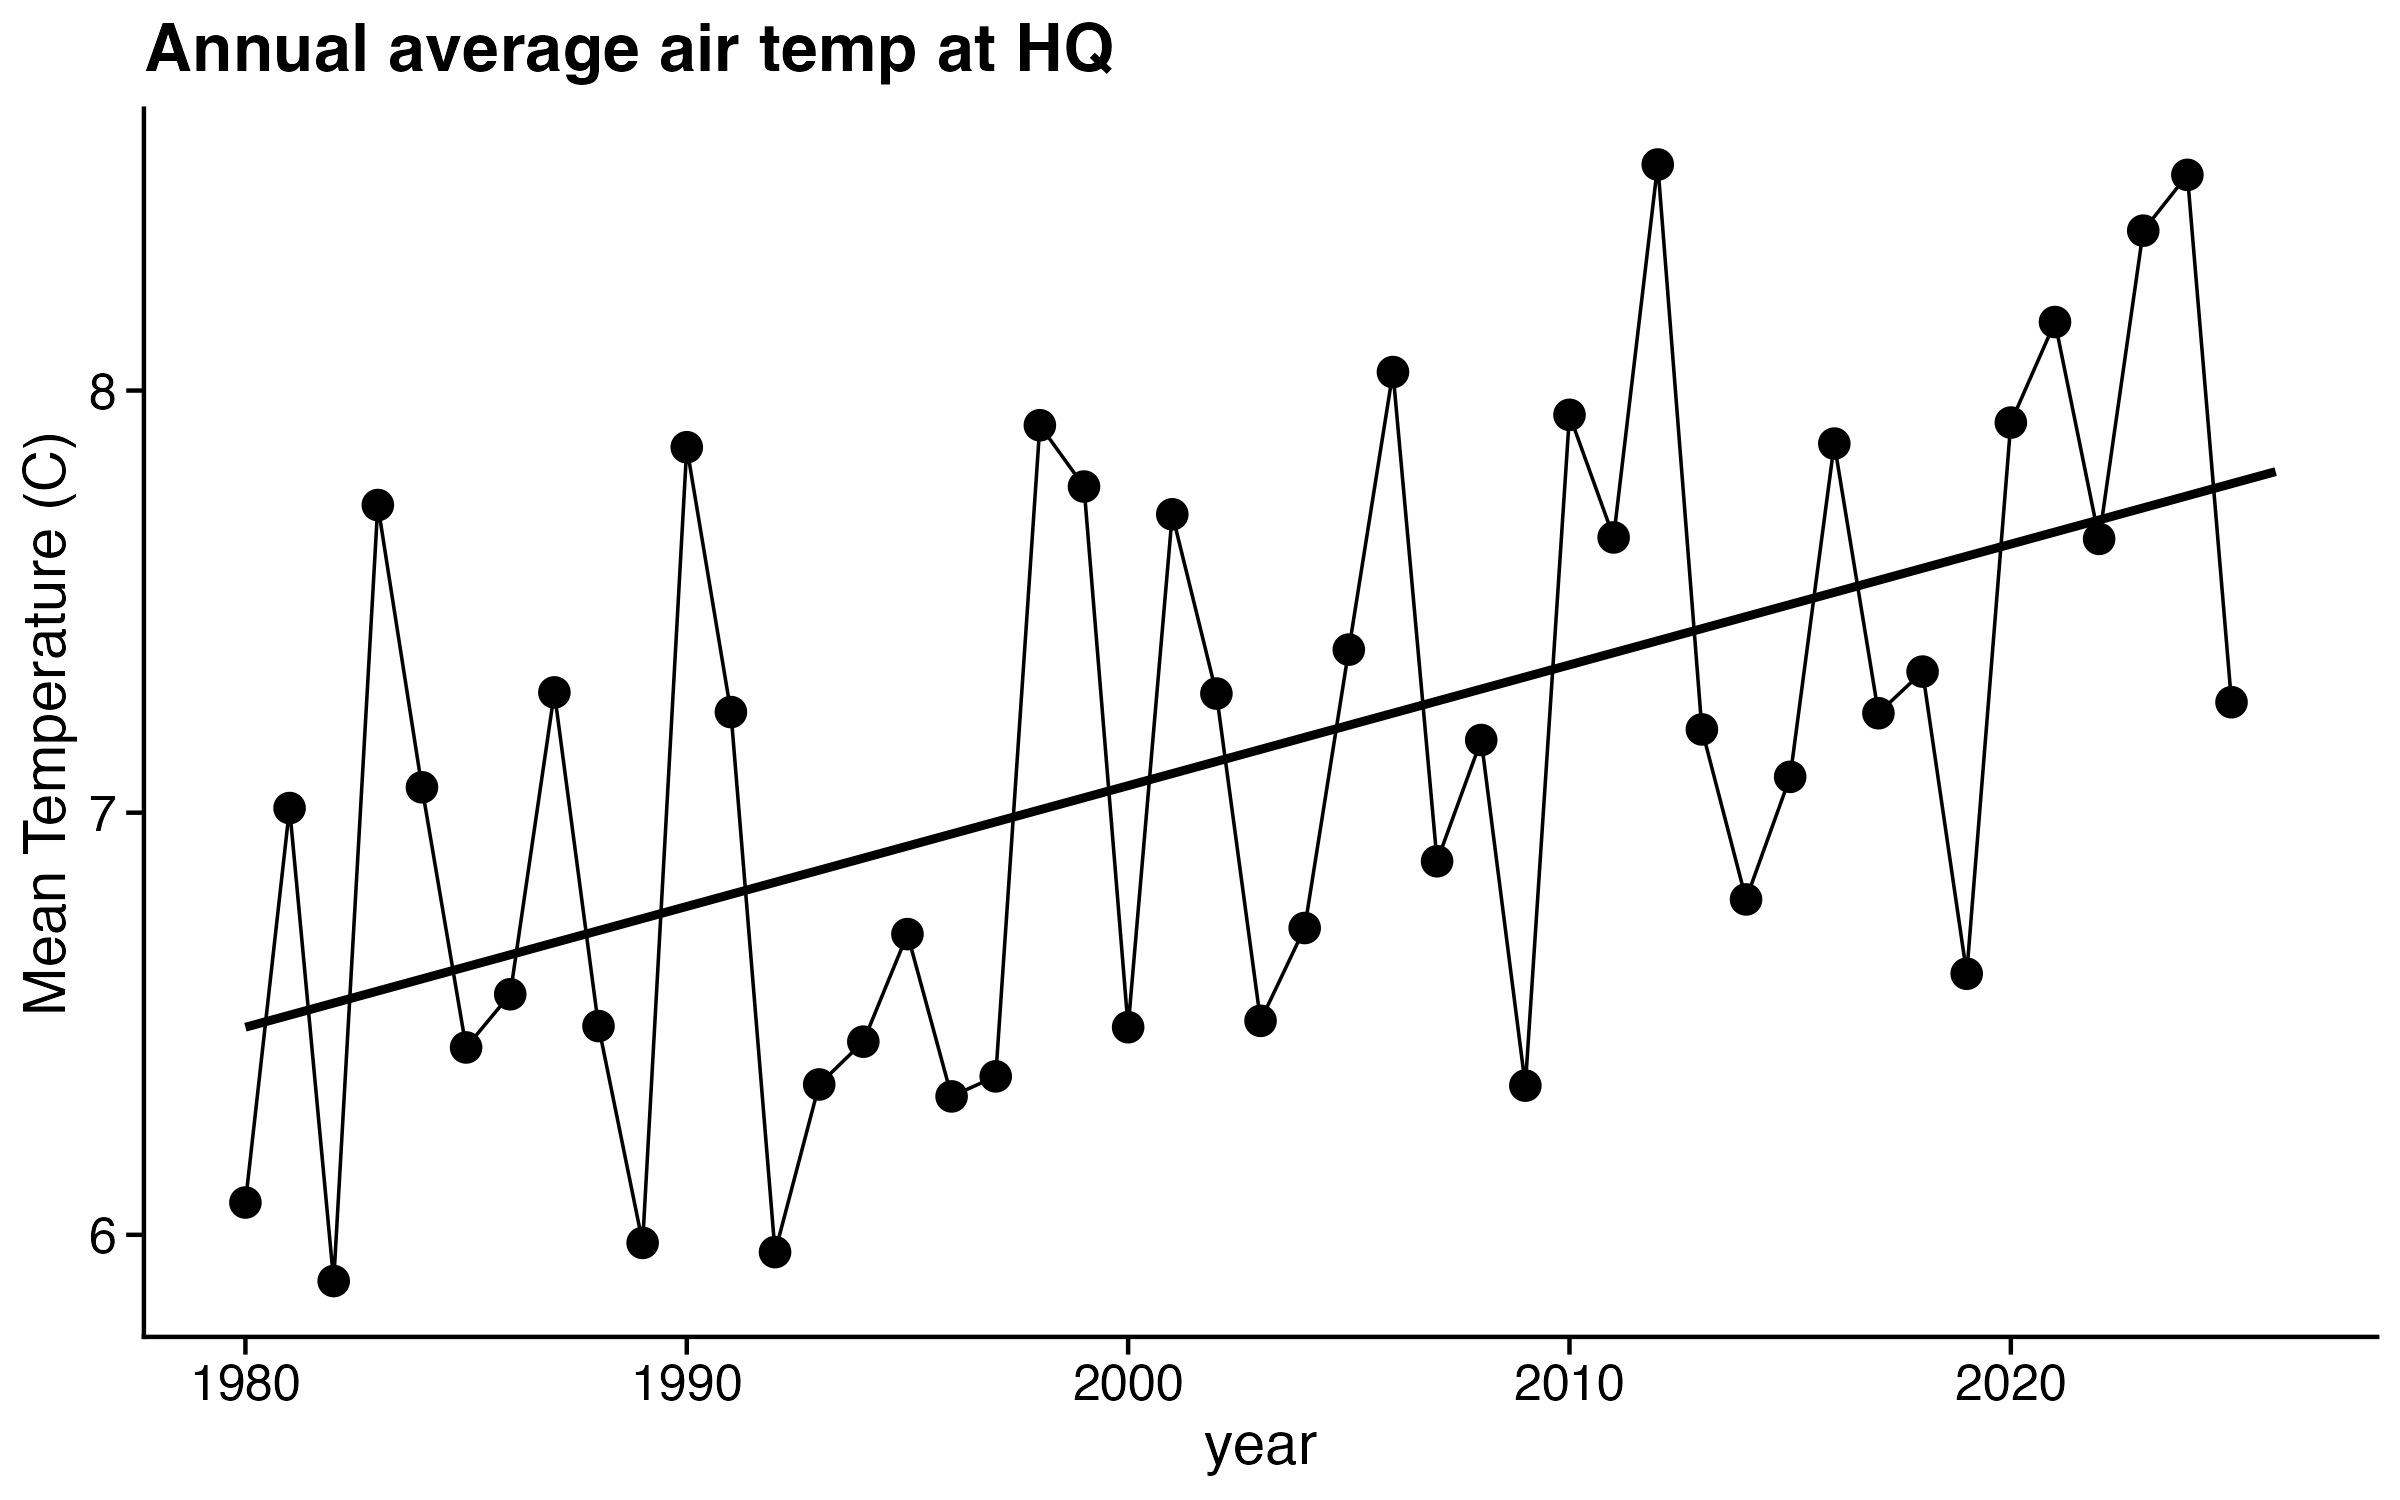 Annual average air temp at HQ
Mean Temperature (C)
8
7
6
1980 1990 2000 2010 2020
year